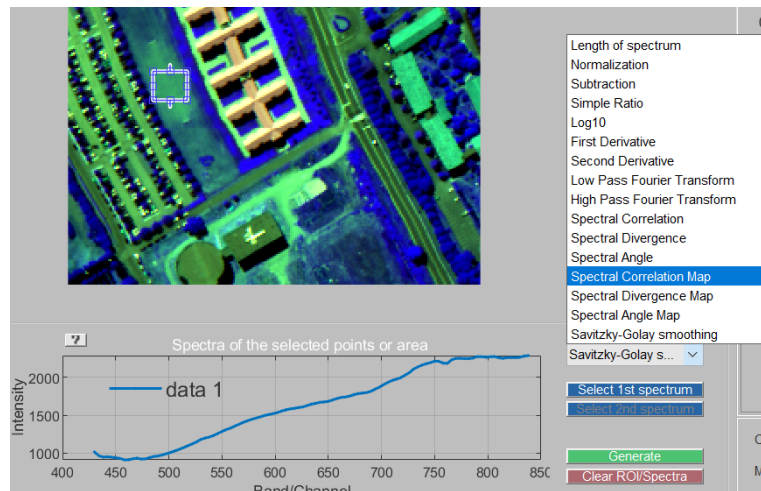 Length of spectrum
Normalization
Subtraction
Simple Ratio
Log10
First Derivative
Second Derivative
Low Pass Fourier Transform
High Pass Fourier Transform
Spectral Correlation
Spectral Divergence
Spectral Angle
Spectral Correlation Map
Spectral Divergence Map
Spectral Angle Map
Savitzky-Golay smoothing
Savitzky-Golay s...
Select 1st spectrum
Select 2nd spectrum
Generate
Clear ROI/Spectra
?
Spectra of the selected points or area
Intensity
2000
1500
1000
data 1
400 450 500 550 600 650 700 750 800 850
Band/Channel